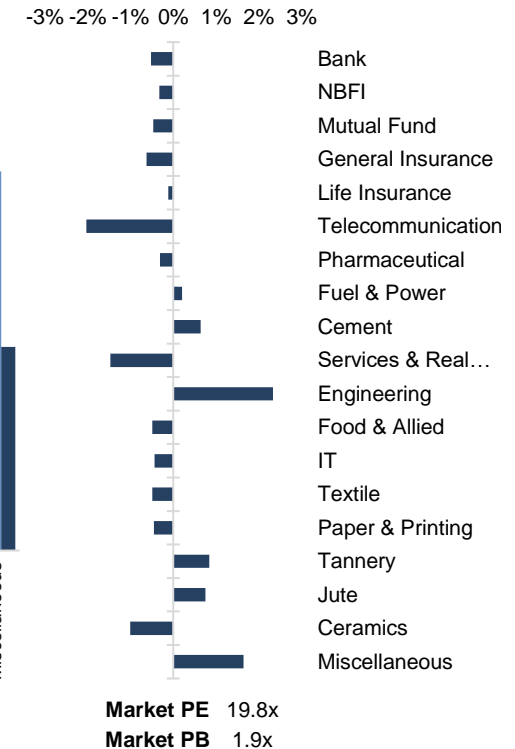 -3% -2% -1% 0% 1% 2% 3%
Bank
NBFI
Mutual Fund
General Insurance
Life Insurance
Telecommunication
Pharmaceutical
Fuel & Power
Cement
Services & Real…
Engineering
Food & Allied
IT
Textile
Paper & Printing
Tannery
Jute
Ceramics
Miscellaneous
Market PE 19.8x
Market PB 1.9x